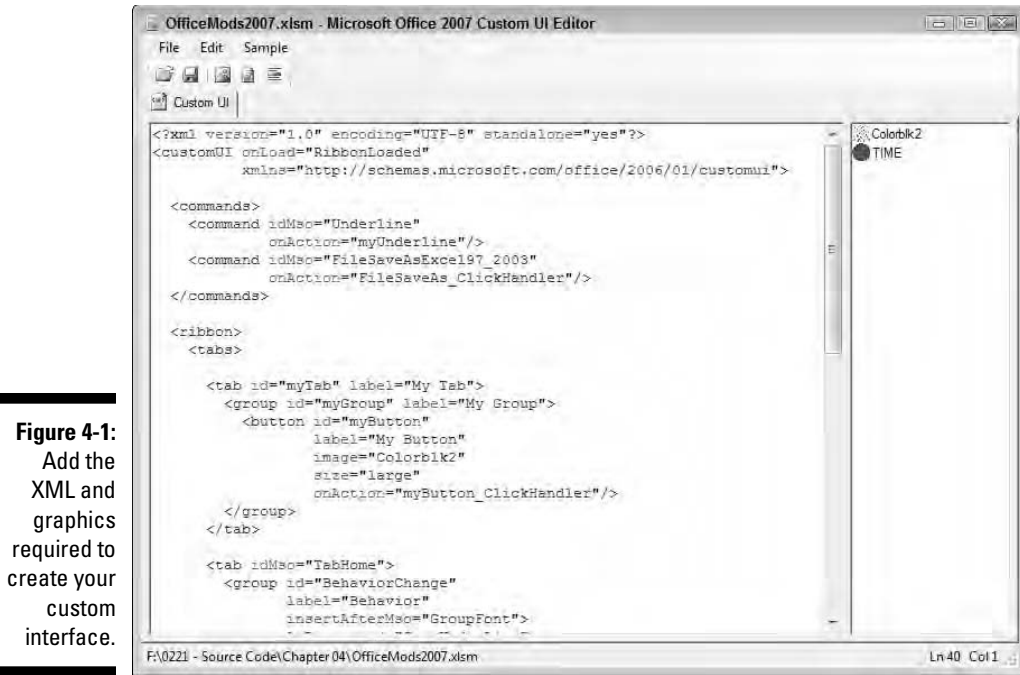 OfficeMods2007.xlsm - Microsoft Office 2007 Custom UI Editor
File Edit Sample
Custom UI
<?xml version="1.0" encoding="UTF-8" standalone="yes"?>
<customUI onLoad="RibbonLoaded"
xmlns="http://schemas.microsoft.com/office/2006/01/customui">
<commands>
<command idMso="Underline"
onAction="myUnderline"/>
<command idMso="FileSaveAsExcel97_2003"
onAction="FileSaveAs_ClickHandler"/>
</commands>
<ribbon>
<tabs>
<tab id="myTab" label="My Tab">
<group id="myGroup" label="My Group">
<button id="myButton"
label="My Button"
image="Colorblk2"
size="large"
onAction="myButton_ClickHandler"/>
</group>
</tab>
<tab idMso="TabHome">
<group id="BehaviorChange"
label="Behavior"
insertAfterMso="GroupFont">
Colorblk2
TIME
F:\0221 - Source Code\Chapter 04\OfficeMods2007.xlsm
Ln 40 Col 1
Figure 4-1:
Add the
XML and
graphics
required to
create your
custom
interface.